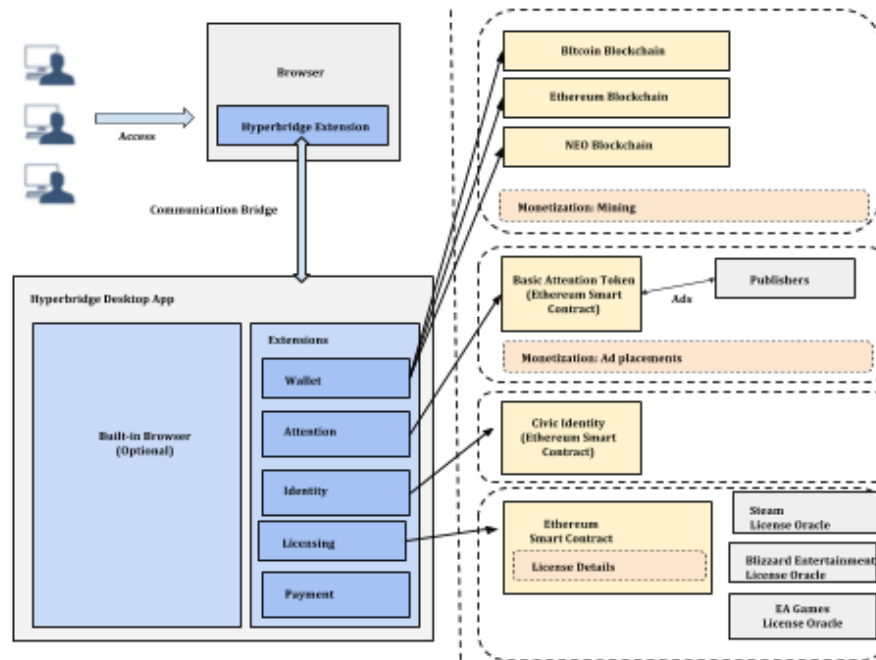 Browser
Hyperbridge Extension
Access
Communication Bridge
Hyperbridge Desktop App
Built-in Browser
(Optional)
Extensions
Wallet
Attention
Identity
Licensing
Payment
BItcoin Blockchain
Ethereum Blockchain
NEO Blockchain
Monetization: Mining
Basic Attention Token
(Ethereum Smart
Contract)
Ads
Publishers
Monetization: Ad placements
Civic Identity
(Ethereum Smart
Contract)
Ethereum
Smart Contract
License Details
Steam
License Oracle
Blizzard Entertainment
License Oracle
EA Games
License Oracle